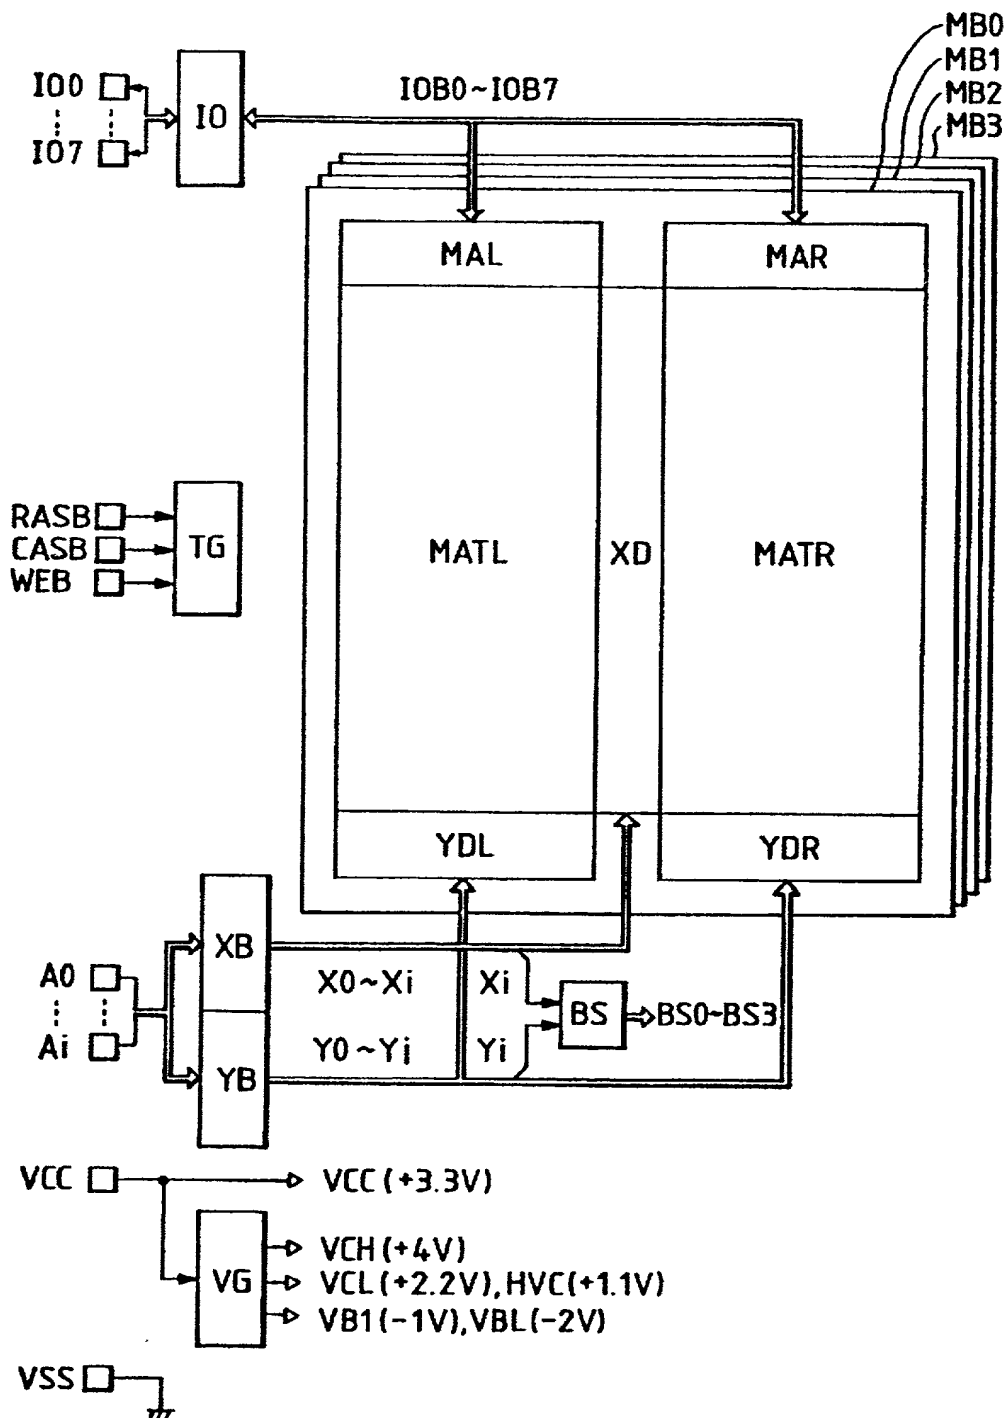 MB0
MB1
MB2
MB3
IO0
IO7
IO
IOB0~IOB7
MAL
MAR
RASB
CASB
WEB
TG
MATL
XD
MATR
YDL
YDR
A0
Ai
XB
YB
X0~Xi
Xi
Y0~Yi
Yi
BS
BS0~BS3
VCC
VCC(+3.3V)
VG
VCH(+4V)
VCL(+2.2V),HVC(+1.1V)
VB1(-1V),VBL(-2V)
VSS